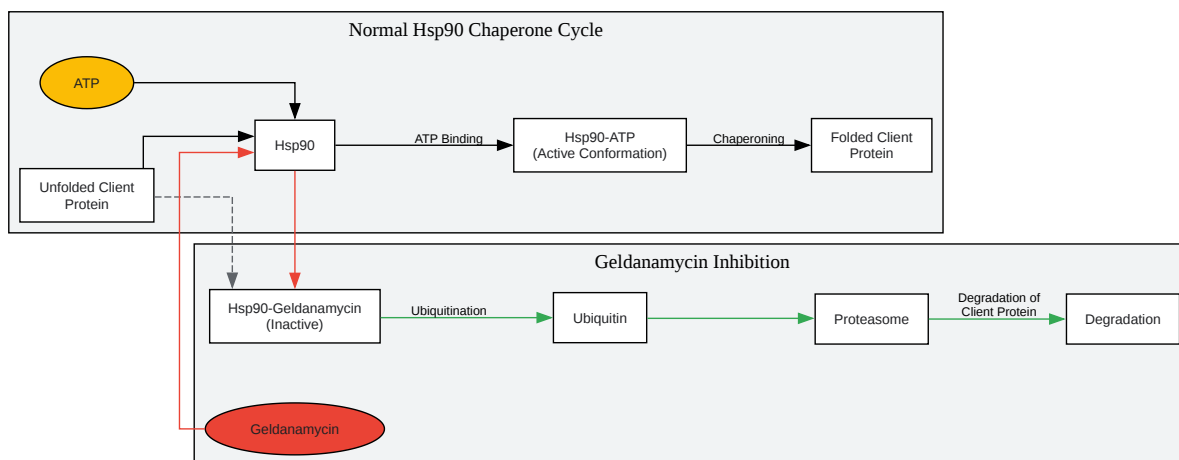 Normal Hsp90 Chaperone Cycle
ATP
Hsp90
ATP Binding
Hsp90-ATP
(Active Conformation)
Chaperoning
Folded Client
Protein
Unfolded Client
Protein
Geldanamycin Inhibition
Hsp90-Geldanamycin
(Inactive)
Ubiquitination
Ubiquitin
Proteasome
Degradation of
Client Protein
Degradation
Geldanamycin